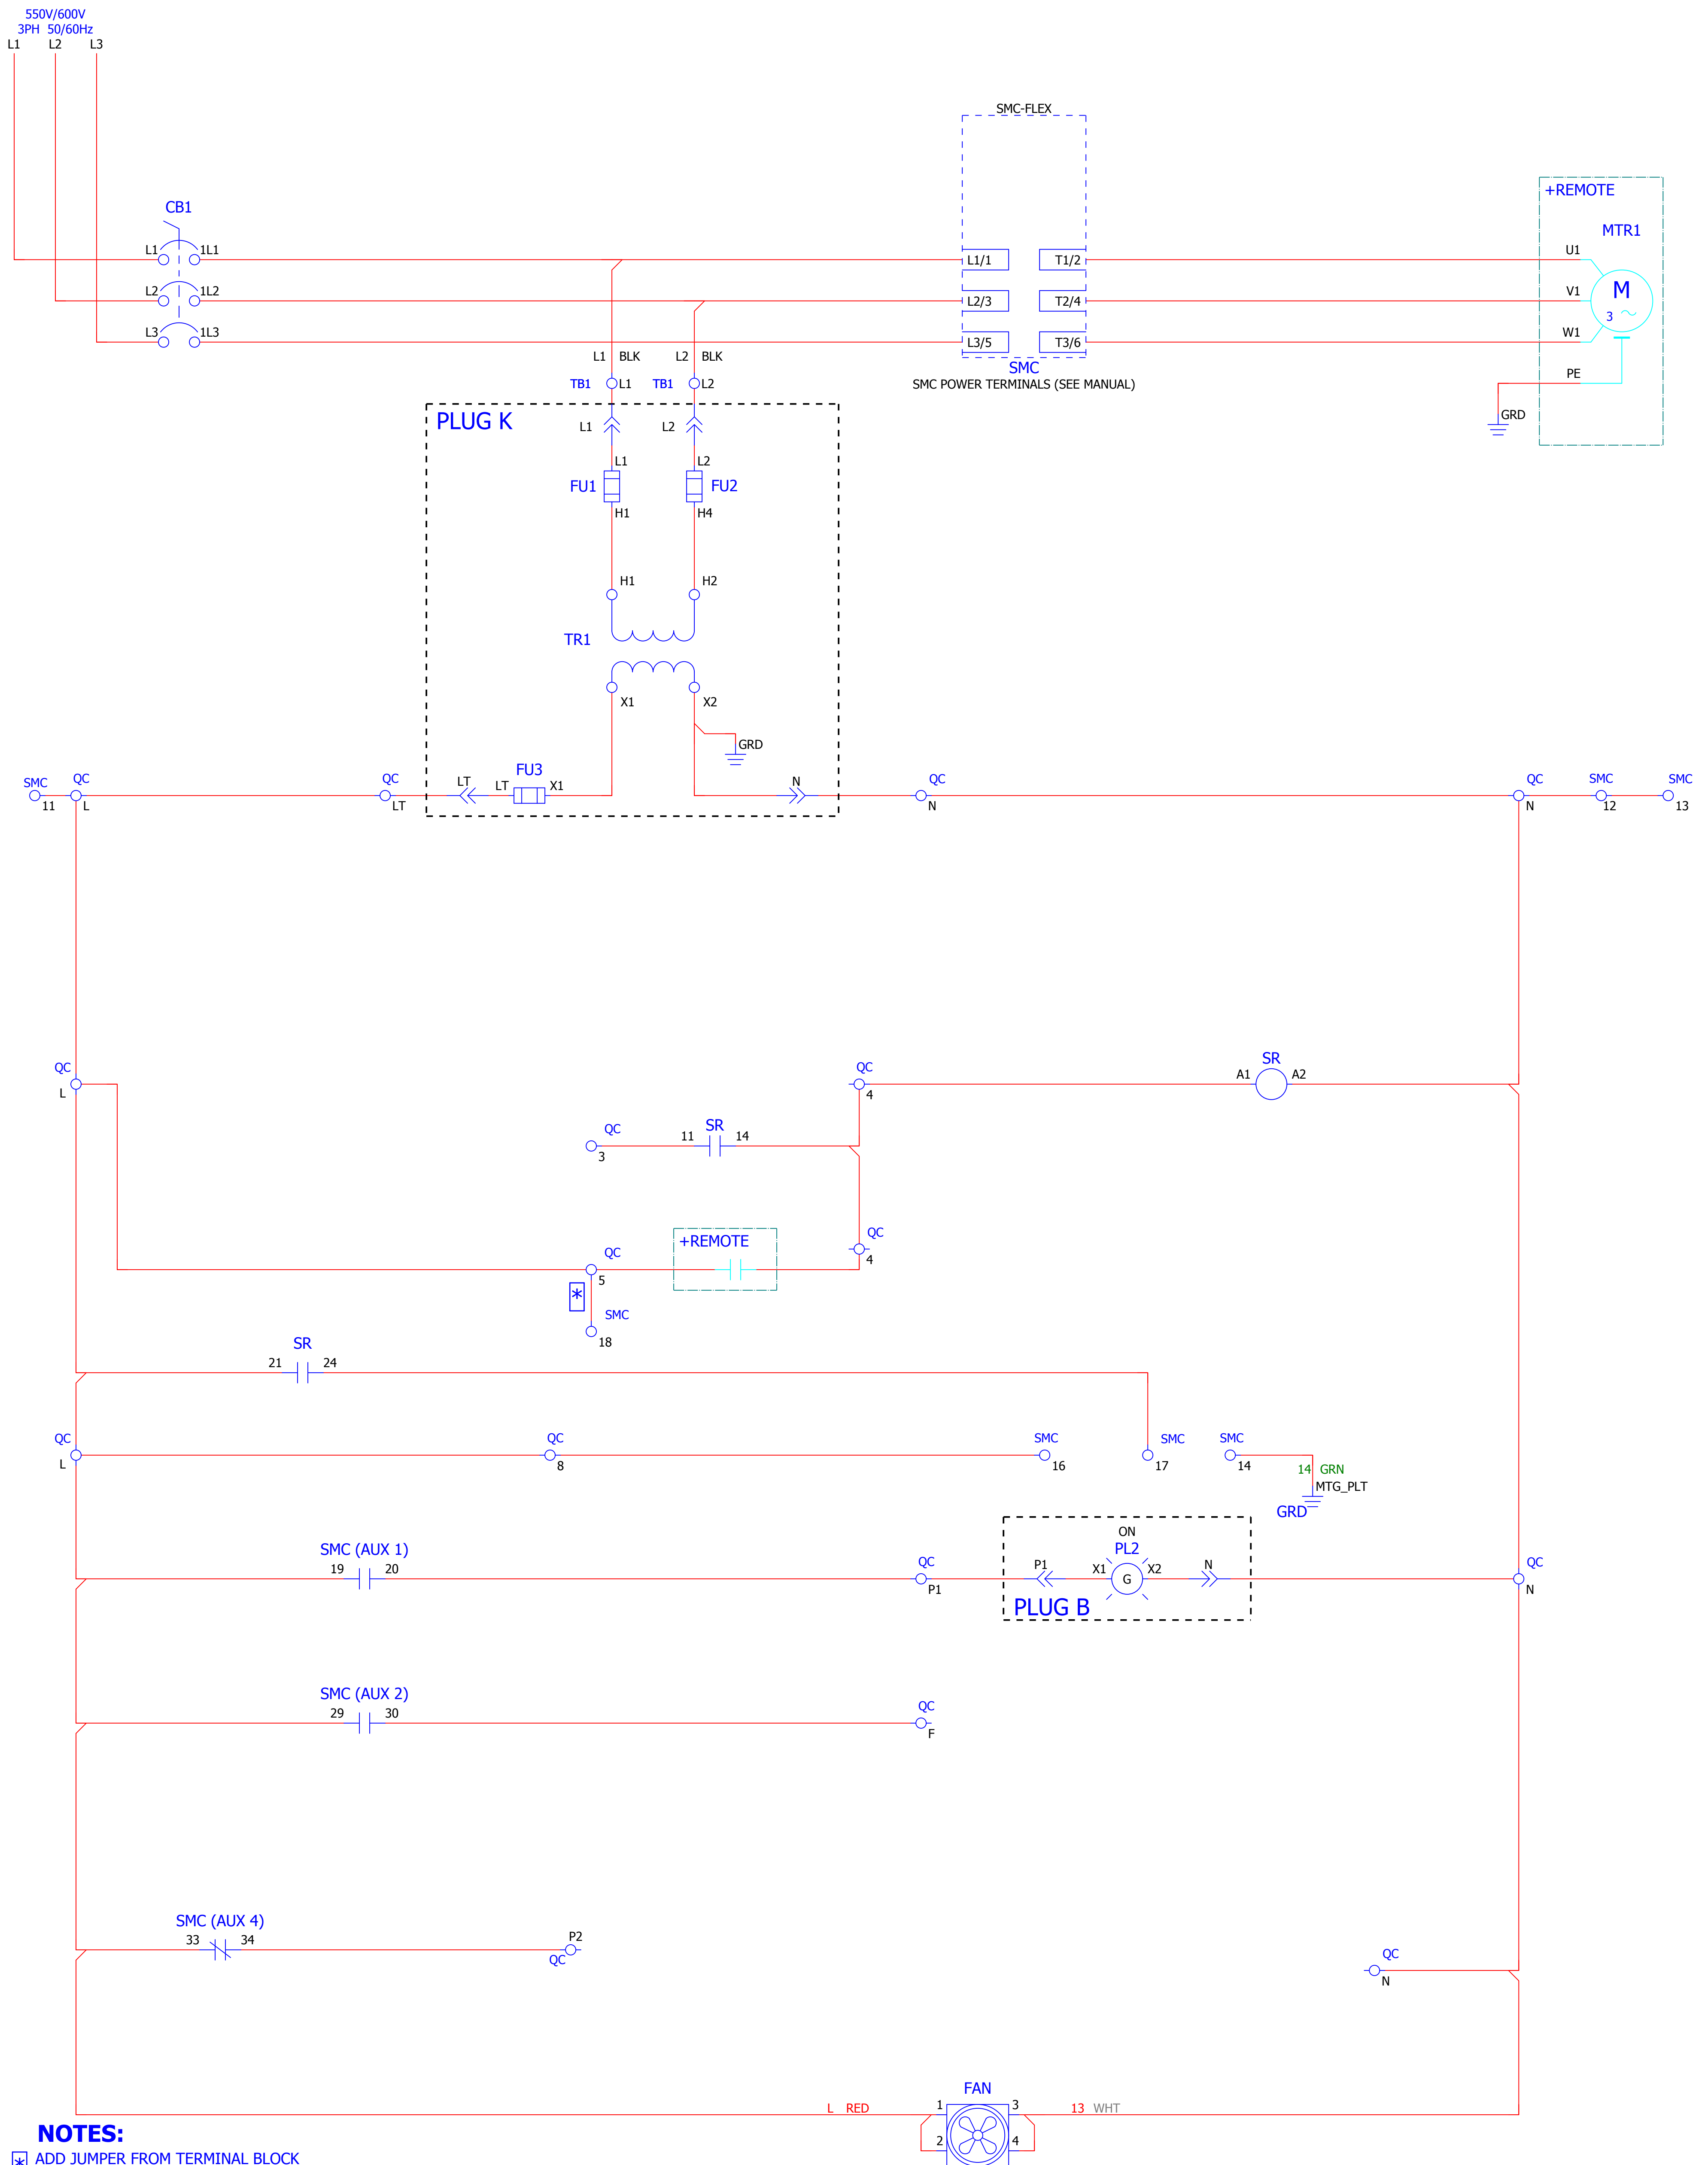 550V/600V
3PH 50/60Hz
L1 L2 L3
SMC-FLEX
+REMOTE
CB1
MTR1
L1 1L1
L1/1 T1/2
U1
L2 1L2
L2/3 T2/4
V1
M
3
L3 1L3
L3/5 T3/6
W1
L1 BLK L2 BLK
SMC
SMC POWER TERMINALS (SEE MANUAL)
PE
TB1 L1 TB1 L2
GRD
PLUG K
L1 L2
L1 L2
FU1 FU2
H1 H4
H1 H2
TR1
X1 X2
GRD
FU3
SMC QC QC LT LT X1 N QC QC SMC SMC
11 L LT N N 12 13
QC QC SR
L 4 A1 A2
QC SR
3 11 14
QC
4
+REMOTE
QC
5
*
SMC
18
SR
21 24
QC QC SMC SMC SMC
L 8 16 17 14
14 GRN
MTG_PLT
GRD
ON
PL2
SMC (AUX 1)
19 20 QC P1 X1 G X2 N QC
P1 N
PLUG B
SMC (AUX 2)
29 30 QC
F
SMC (AUX 4)
33 34 P2
QC
QC
N
FAN
L RED 1 3 13 WHT
2 4
NOTES:
* ADD JUMPER FROM TERMINAL BLOCK